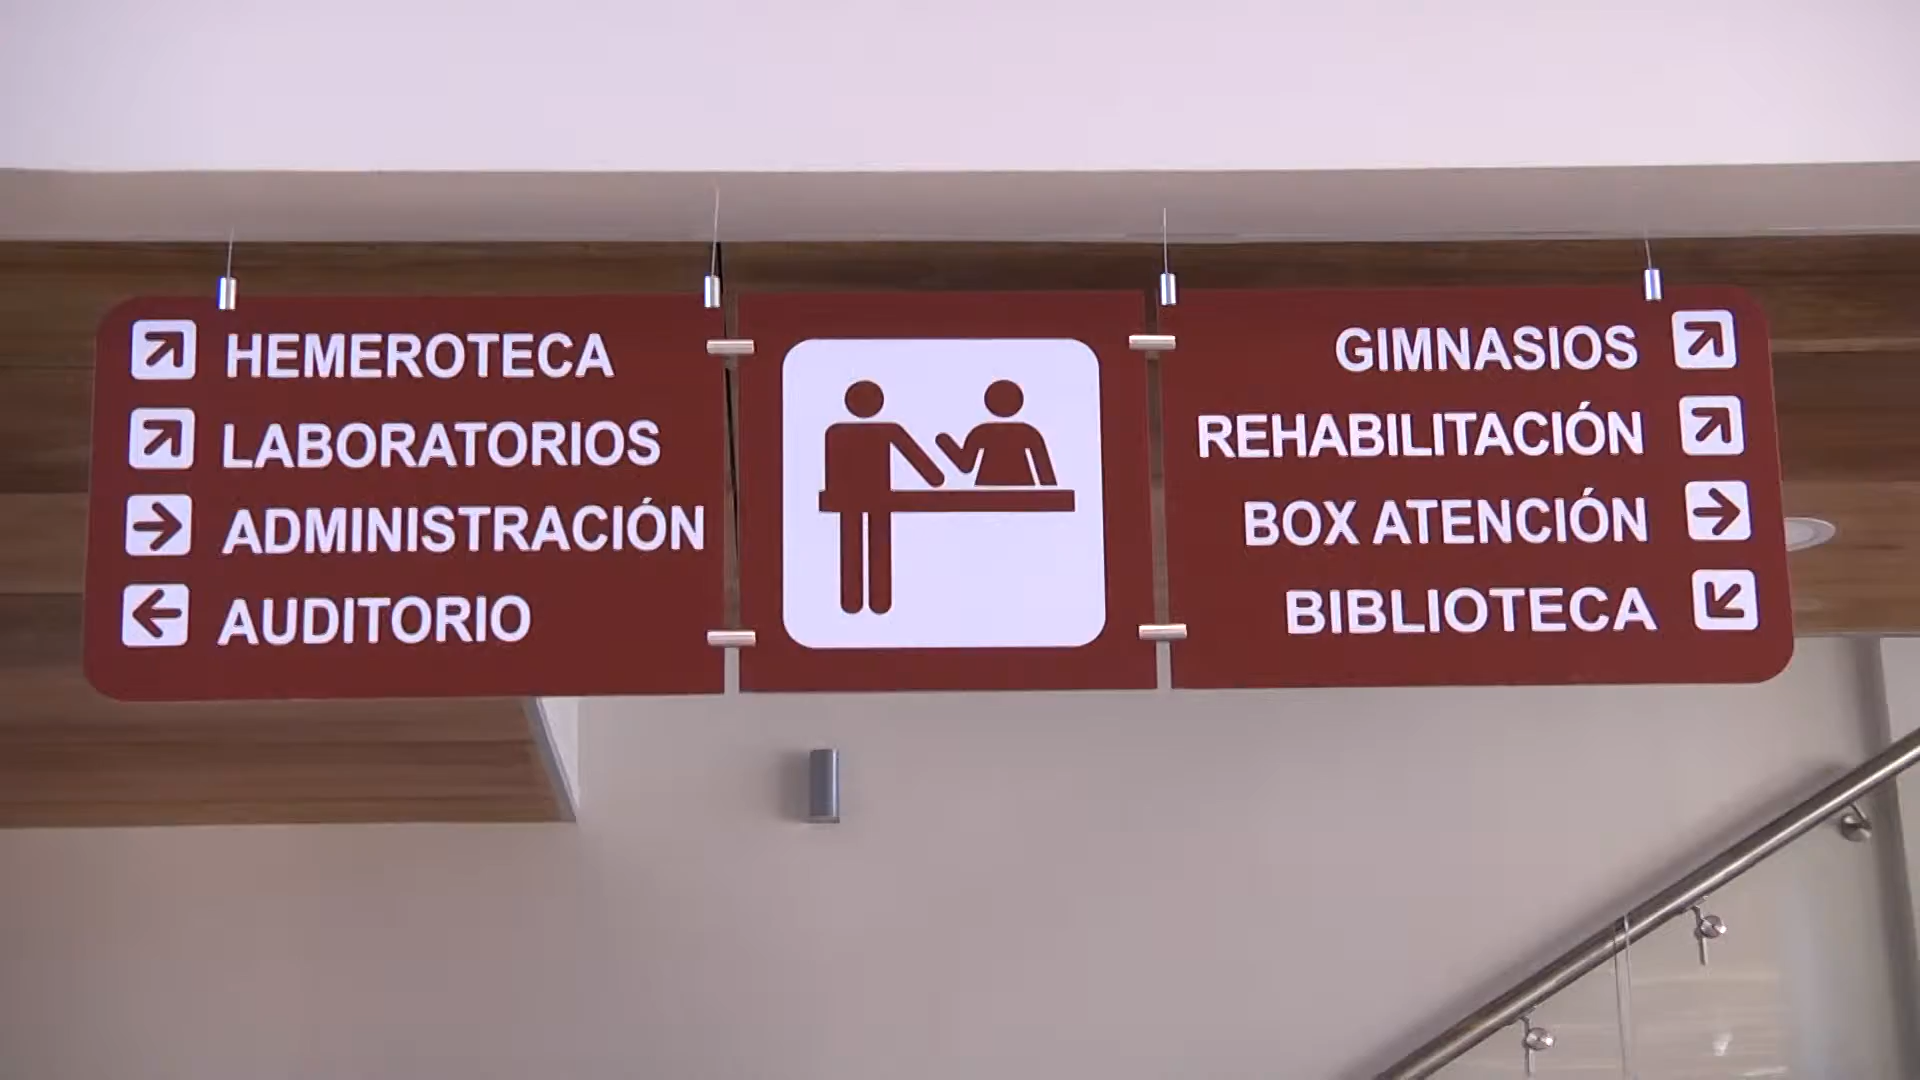 HEMEROTECA
LABORATORIOS
ADMINISTRACIÓN
AUDITORIO
GIMNASIOS
REHABILITACIÓN
BOX ATENCIÓN
BIBLIOTECA